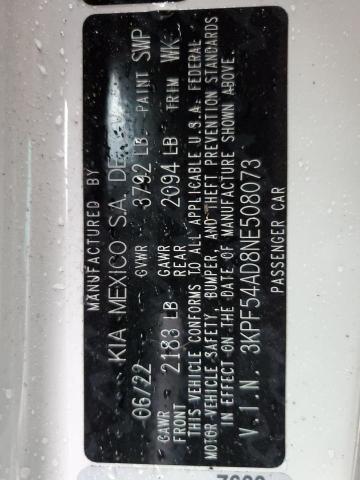 MANUFACTURED BY
KIA MEXICO S.A. DE
06/22 GVWR 3792 LB. PAINT SWP
GAWR FRONT 2183 LB GAWR REAR 2094 LB TRIM WK
THIS VEHICLE CONFORMS TO ALL APPLICABLE U.S.A. FEDERAL
MOTOR VEHICLE SAFETY, BUMPER, AND THEFT PREVENTION STANDARDS
IN EFFECT ON THE DATE OF MANUFACTURE SHOWN ABOVE.
V.I.N. 3KPF54AD8NE508073
PASSENGER CAR